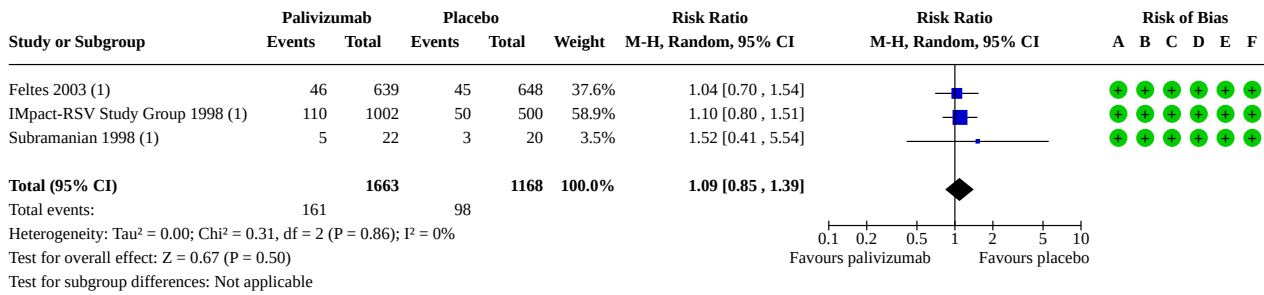 Palivizumab Placebo Risk Ratio Risk Ratio Risk of Bias
Study or Subgroup Events Total Events Total Weight M-H, Random, 95% CI M-H, Random, 95% CI A B C D E F
Feltes 2003 (1) 46 639 45 648 37.6% 1.04 [0.70 , 1.54] + + + + + +
IMpact-RSV Study Group 1998 (1) 110 1002 50 500 58.9% 1.10 [0.80 , 1.51] + + + + + +
Subramanian 1998 (1) 5 22 3 20 3.5% 1.52 [0.41 , 5.54] + + + + + +
Total (95% CI) 1663 1168 100.0% 1.09 [0.85 , 1.39]
Total events: 161 98
Heterogeneity: Tau² = 0.00; Chi² = 0.31, df = 2 (P = 0.86); I² = 0% 0.1 0.2 0.5 1 2 5 10
Test for overall effect: Z = 0.67 (P = 0.50) Favours palivizumab Favours placebo
Test for subgroup differences: Not applicable